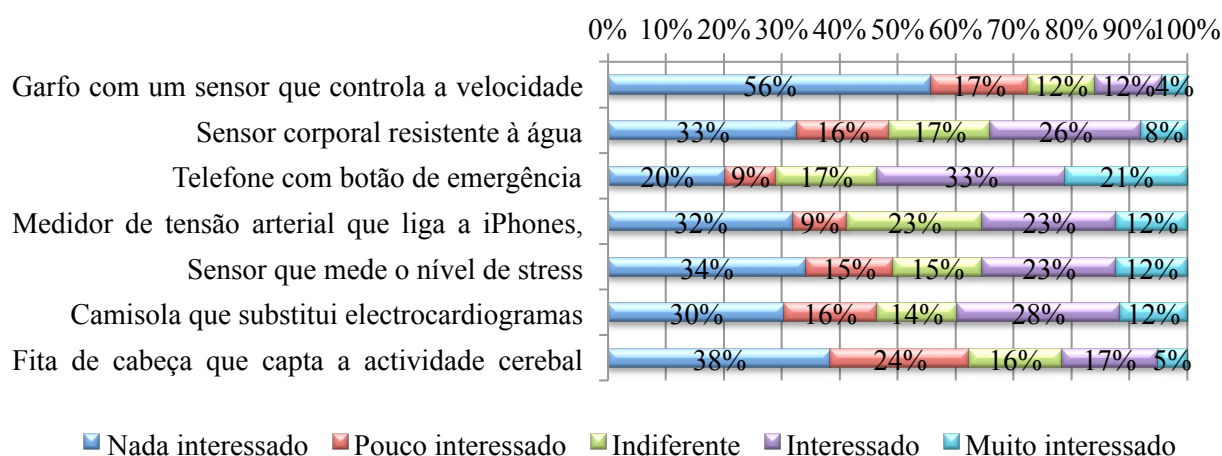 0% 10% 20% 30% 40% 50% 60% 70% 80% 90% 100%
Garfo com um sensor que controla a velocidade 56% 17% 12% 12% 4%
Sensor corporal resistente à água 33% 16% 17% 26% 8%
Telefone com botão de emergência 20% 9% 17% 33% 21%
Medidor de tensão arterial que liga a iPhones, 32% 9% 23% 23% 12%
Sensor que mede o nível de stress 34% 15% 15% 23% 12%
Camisola que substitui electrocardiogramas 30% 16% 14% 28% 12%
Fita de cabeça que capta a actividade cerebal 38% 24% 16% 17% 5%
Nada interessado Pouco interessado Indiferente Interessado Muito interessado